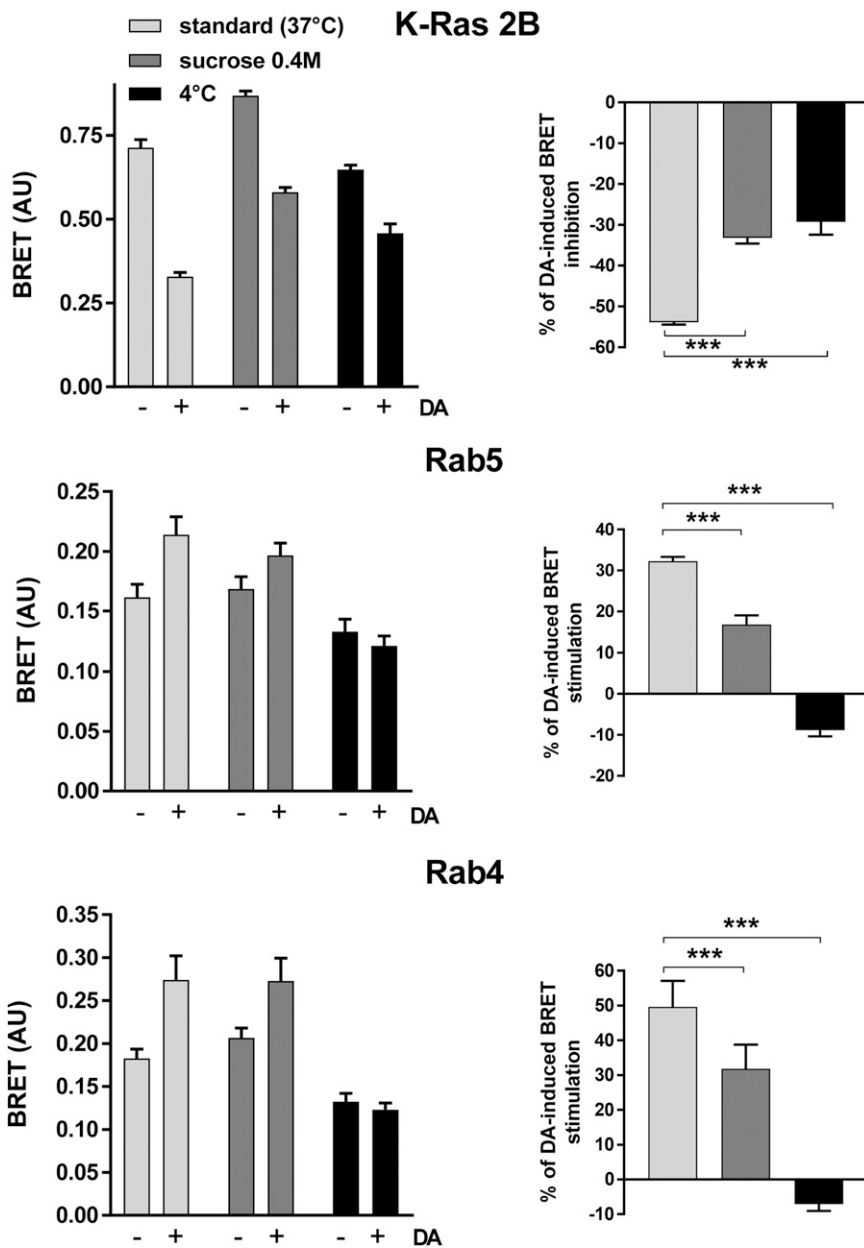 K-Ras 2B
standard (37°C)
sucrose 0.4M
4°C
BRET (AU)
0.75
0.50
0.25
0.00
- + - + - + DA
% of DA-induced BRET
inhibition
0
-10
-20
-30
-40
-50
-60
***
***
Rab5
BRET (AU)
0.25
0.20
0.15
0.10
0.05
0.00
- + - + - + DA
% of DA-induced BRET
stimulation
40
30
20
10
0
-10
-20
***
***
Rab4
BRET (AU)
0.35
0.30
0.25
0.20
0.15
0.10
0.05
0.00
- + - + - + DA
% of DA-induced BRET
stimulation
60
50
40
30
20
10
0
-10
***
***